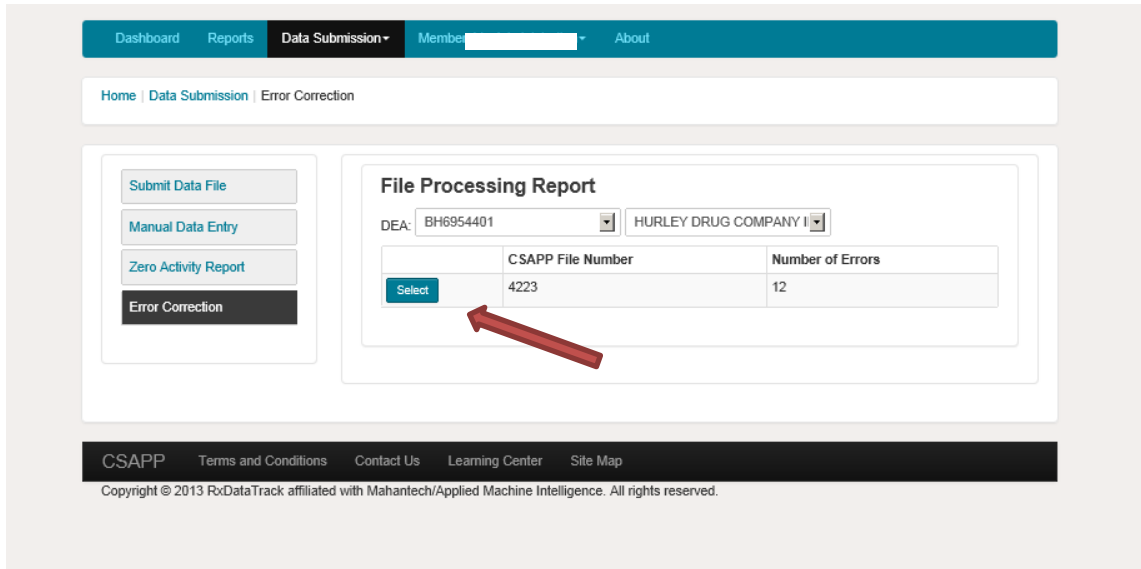 Dashboard Reports Data Submission Member About
Home | Data Submission | Error Correction
Submit Data File
Manual Data Entry
Zero Activity Report
Error Correction
File Processing Report
DEA: BH6954401 HURLEY DRUG COMPANY I
CSAPP File Number Number of Errors
Select 4223 12
CSAPP Terms and Conditions Contact Us Learning Center Site Map
Copyright © 2013 RxDataTrack affiliated with Mahantech/Applied Machine Intelligence. All rights reserved.